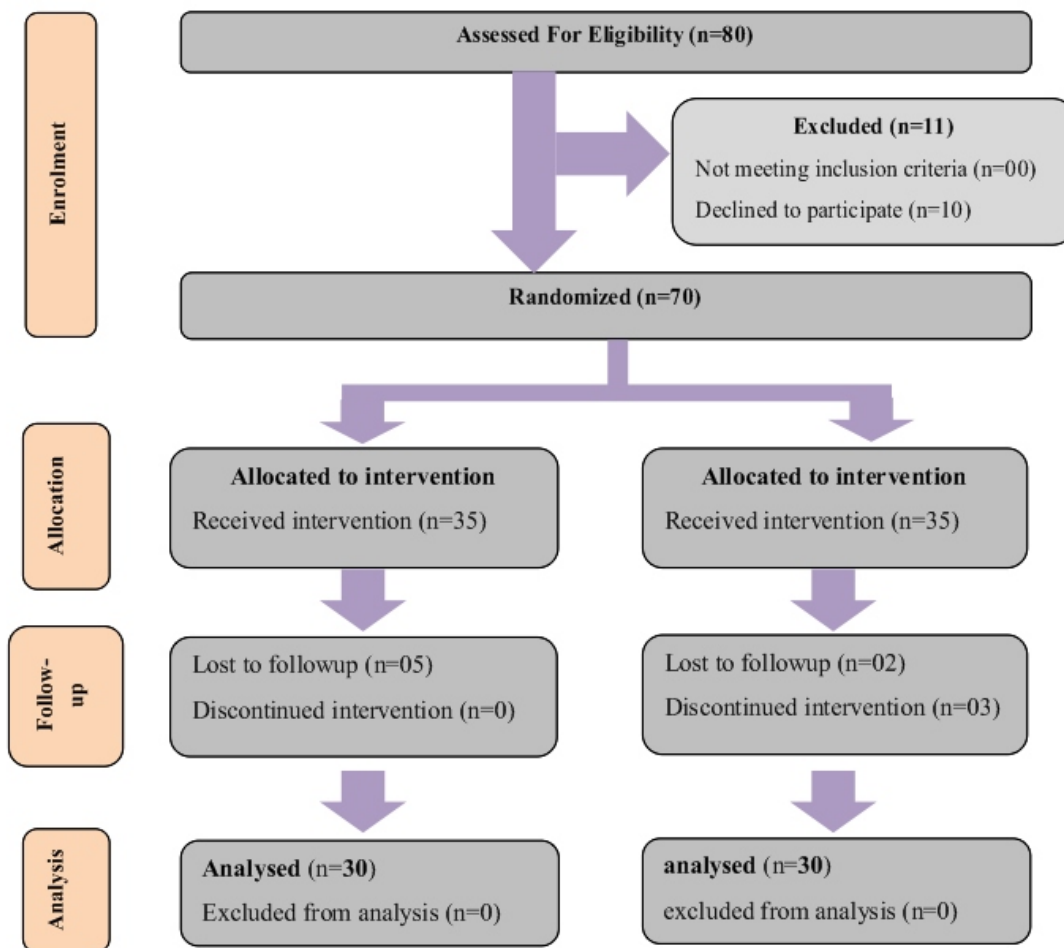 Enrolment
Assessed For Eligibility (n=80)
Excluded (n=11)
Not meeting inclusion criteria (n=00)
Declined to participate (n=10)
Randomized (n=70)
Allocation
Allocated to intervention
Received intervention (n=35)
Allocated to intervention
Received intervention (n=35)
Follow-
up
Lost to followup (n=05)
Discontinued intervention (n=0)
Lost to followup (n=02)
Discontinued intervention (n=03)
Analysis
Analysed (n=30)
Excluded from analysis (n=0)
analysed (n=30)
excluded from analysis (n=0)